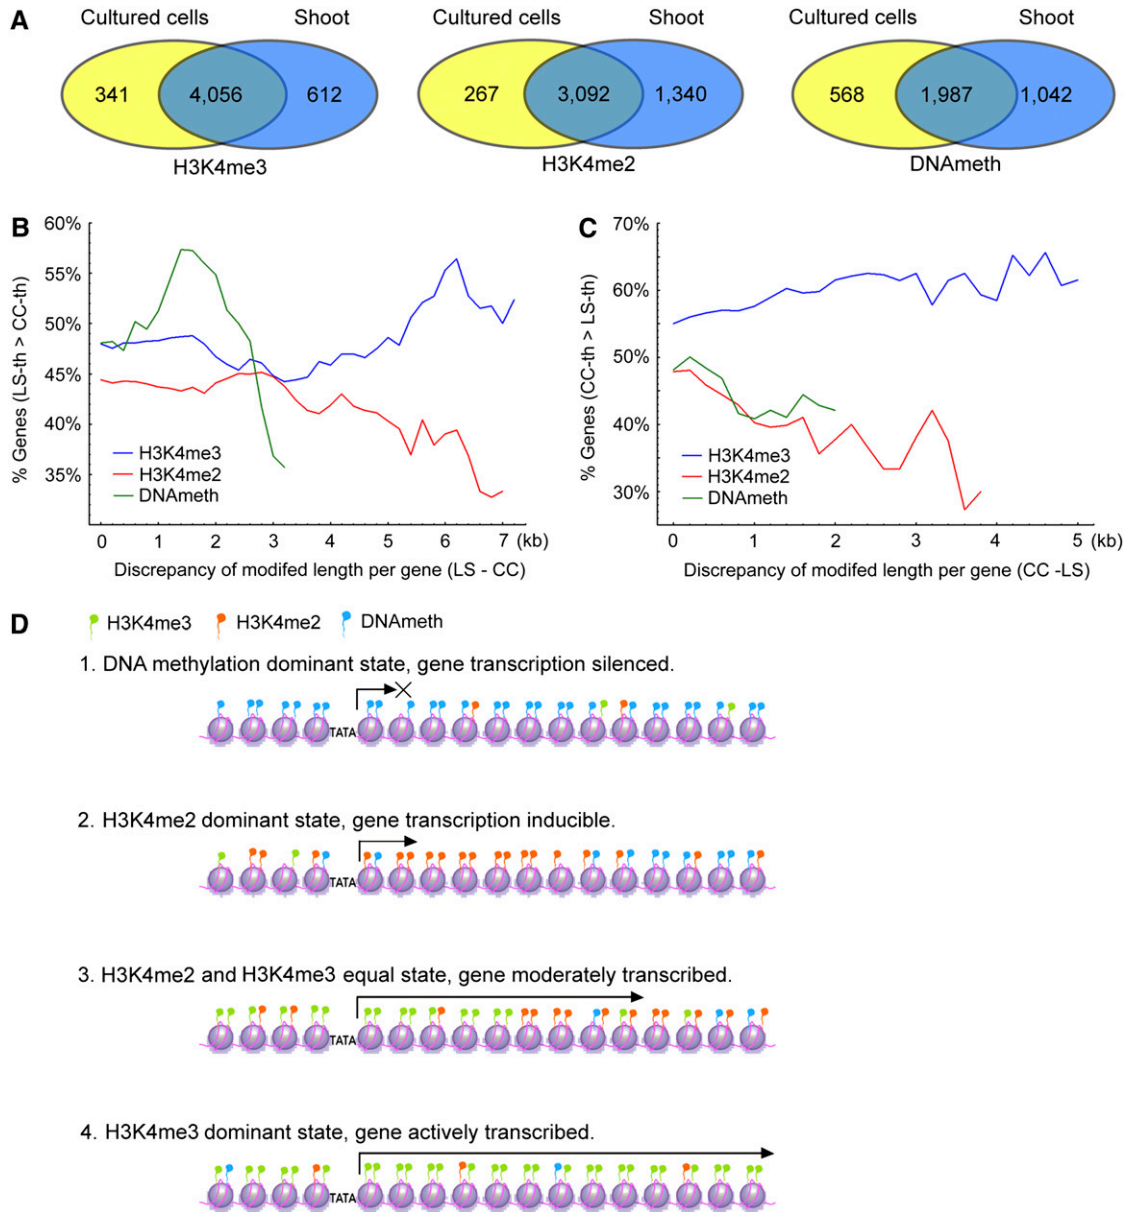 A
Cultured cells Shoot
341 4,056 612
H3K4me3
Cultured cells Shoot
267 3,092 1,340
H3K4me2
Cultured cells Shoot
568 1,987 1,042
DNAmeth
B
% Genes (LS-th > CC-th)
60%
55%
50%
45%
40%
35%
H3K4me3
H3K4me2
DNAmeth
0 1 2 3 4 5 6 7 (kb)
Discrepancy of modifed length per gene (LS - CC)
C
% Genes (CC-th > LS-th)
70%
60%
50%
40%
30%
H3K4me3
H3K4me2
DNAmeth
0 1 2 3 4 5 (kb)
Discrepancy of modifed length per gene (CC -LS)
D
H3K4me3 H3K4me2 DNAmeth
1. DNA methylation dominant state, gene transcription silenced.
TATA
2. H3K4me2 dominant state, gene transcription inducible.
TATA
3. H3K4me2 and H3K4me3 equal state, gene moderately transcribed.
TATA
4. H3K4me3 dominant state, gene actively transcribed.
TATA